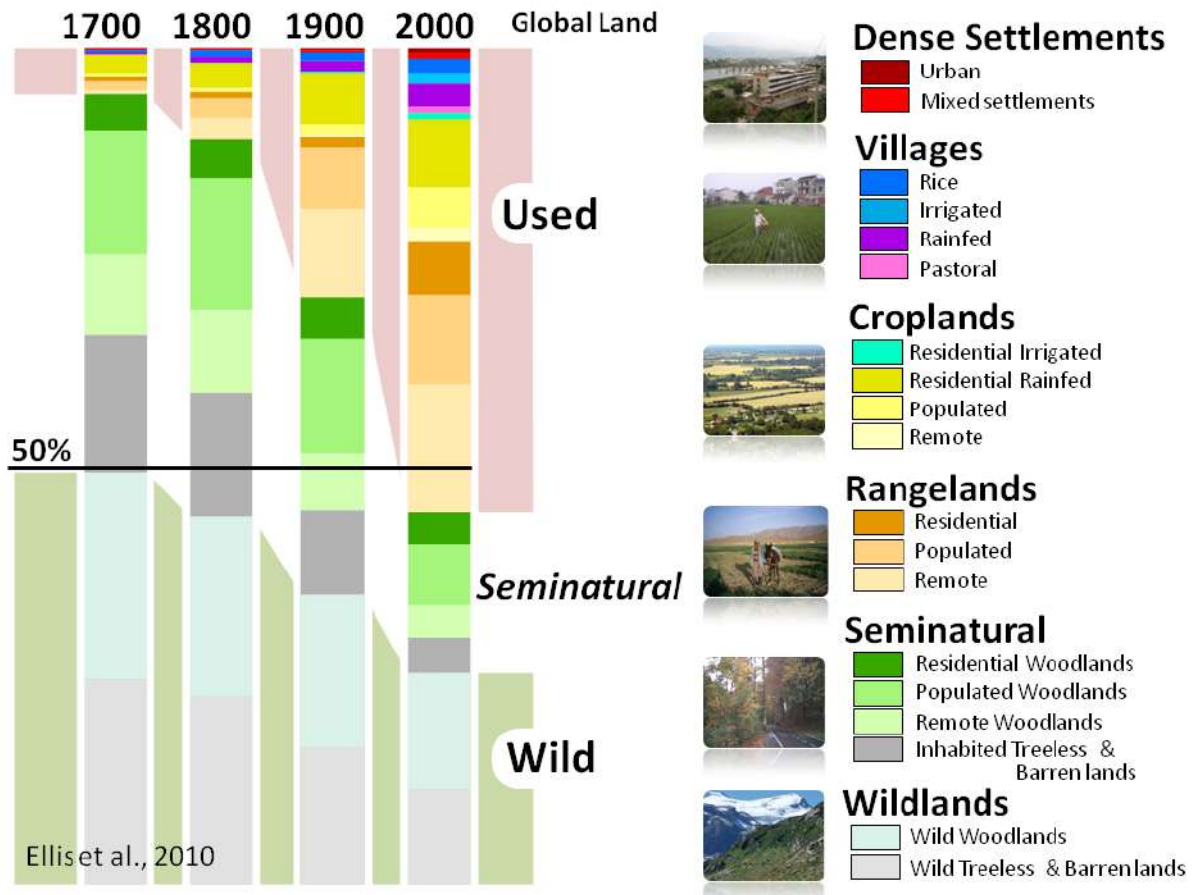 1700 1800 1900 2000 Global Land
50%
Used
Seminatural
Wild
Ellis et al., 2010
Dense Settlements
Urban
Mixed settlements
Villages
Rice
Irrigated
Rainfed
Pastoral
Croplands
Residential Irrigated
Residential Rainfed
Populated
Remote
Rangelands
Residential
Populated
Remote
Seminatural
Residential Woodlands
Populated Woodlands
Remote Woodlands
Inhabited Treeless &
Barren lands
Wildlands
Wild Woodlands
Wild Treeless & Barren lands